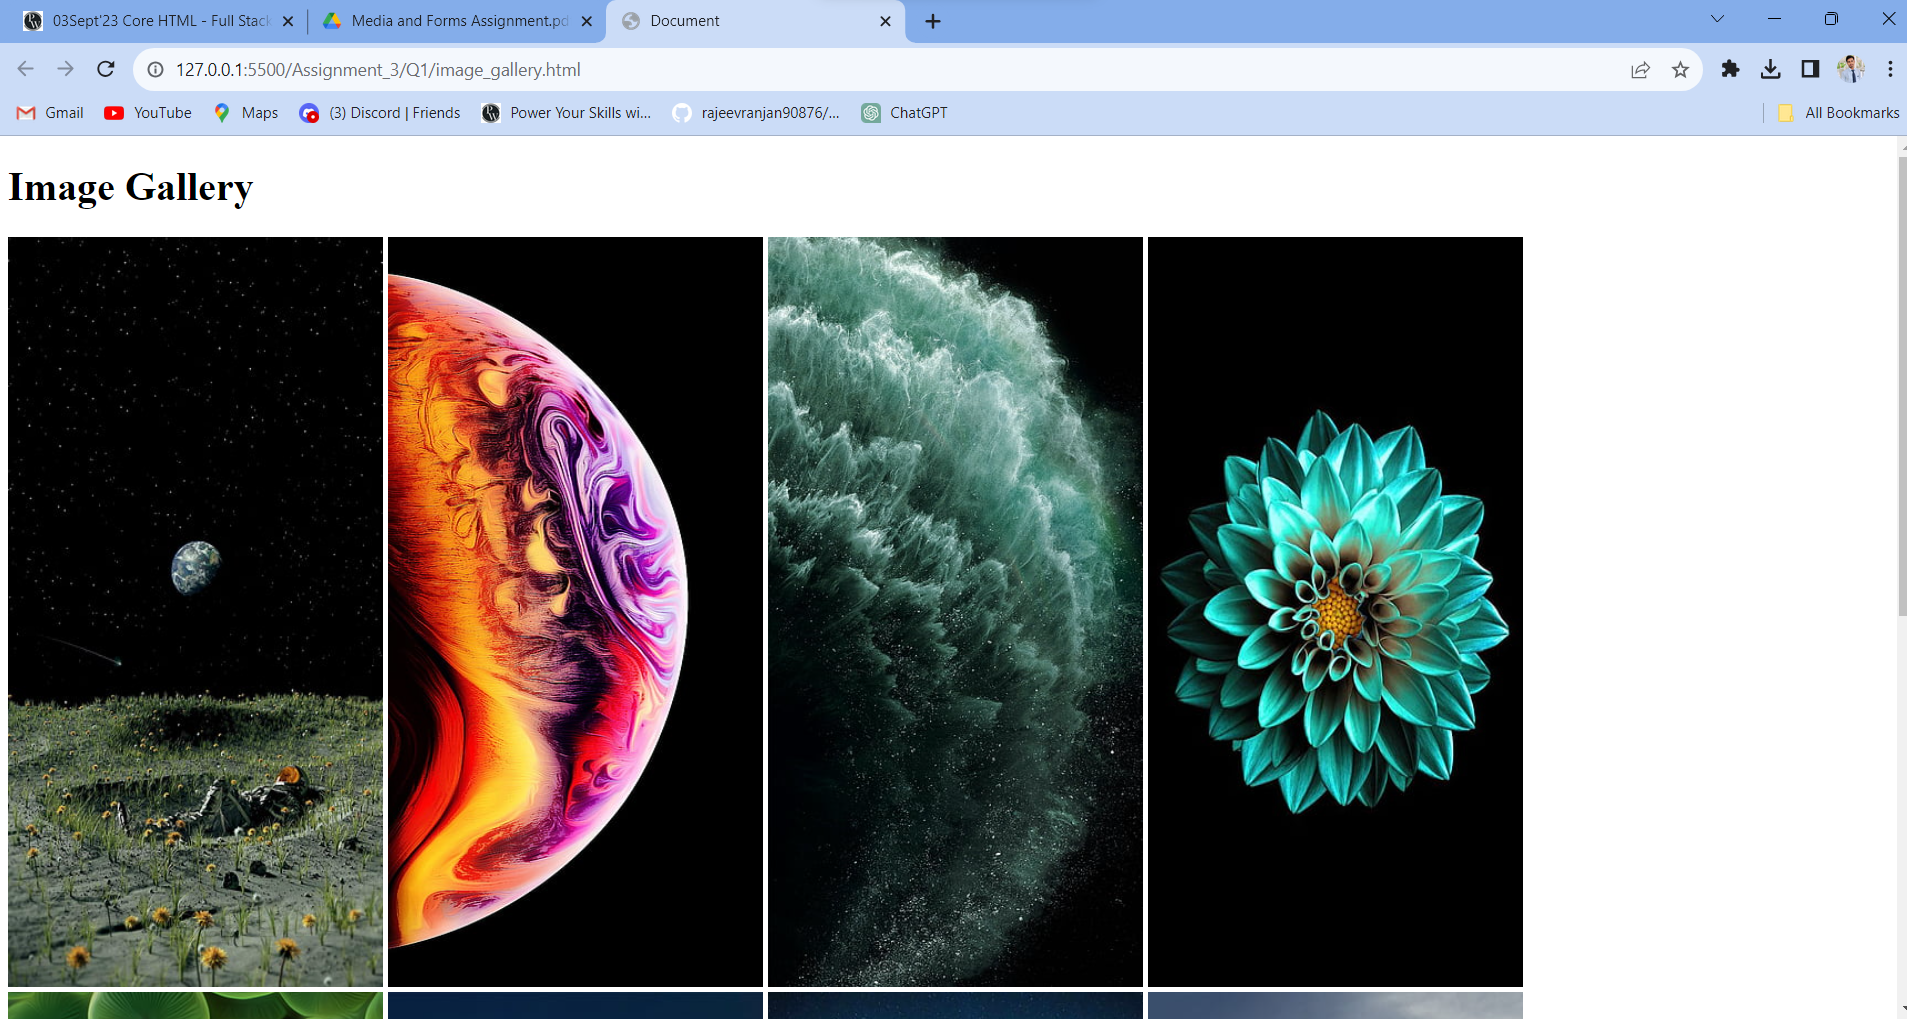 03Sept'23 Core HTML - Full Stack
Media and Forms Assignment.pd
Document
127.0.0.1:5500/Assignment_3/Q1/image_gallery.html
Gmail
YouTube
Maps
(3) Discord | Friends
Power Your Skills wi...
rajeevranjan90876/...
ChatGPT
All Bookmarks
Image Gallery